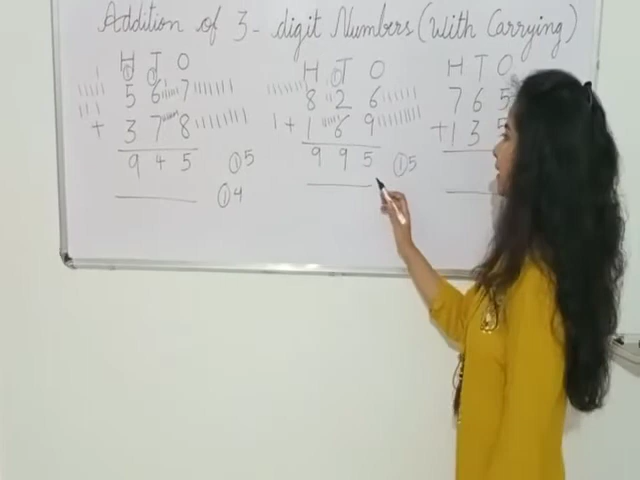 Addition of 3-digit Numbers (With Carrying)
H T O H T O H T O
1 1 1
5 6 7 8 2 6 7 6 5
+ 3 7 8 + 1 6 9 + 1 3 5
9 4 5 1 5 9 9 5 1 5
1 4